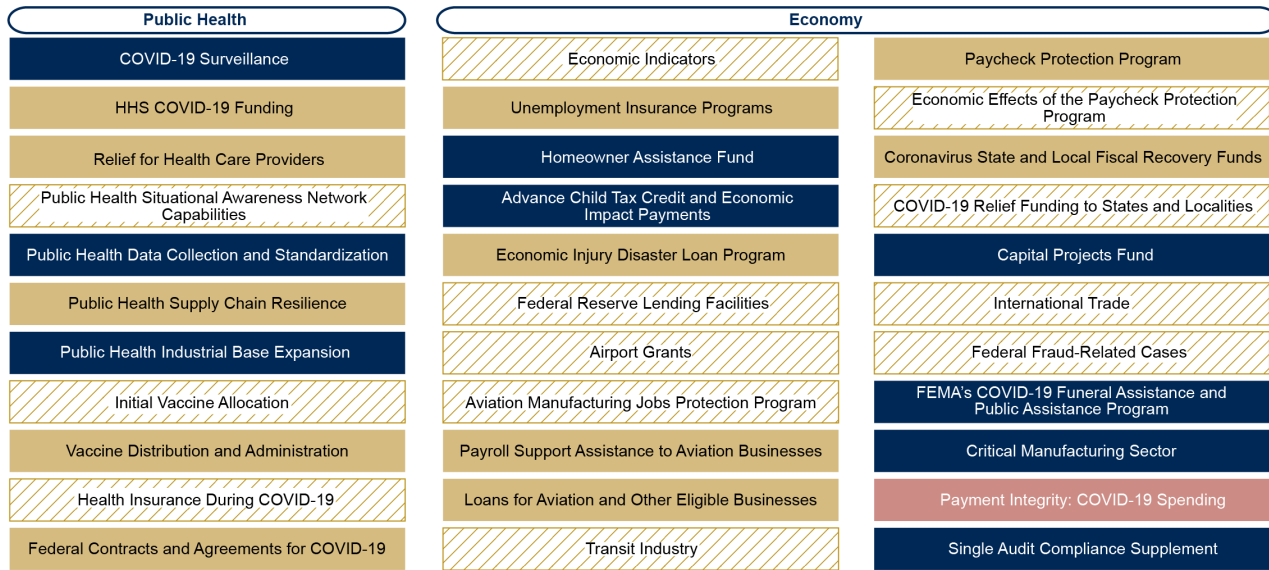 Public Health
COVID-19 Surveillance
HHS COVID-19 Funding
Relief for Health Care Providers
Public Health Situational Awareness Network
Capabilities
Public Health Data Collection and Standardization
Public Health Supply Chain Resilience
Public Health Industrial Base Expansion
Initial Vaccine Allocation
Vaccine Distribution and Administration
Health Insurance During COVID-19
Federal Contracts and Agreements for COVID-19
Economy
Economic Indicators
Unemployment Insurance Programs
Homeowner Assistance Fund
Advance Child Tax Credit and Economic
Impact Payments
Economic Injury Disaster Loan Program
Federal Reserve Lending Facilities
Airport Grants
Aviation Manufacturing Jobs Protection Program
Payroll Support Assistance to Aviation Businesses
Loans for Aviation and Other Eligible Businesses
Transit Industry
Paycheck Protection Program
Economic Effects of the Paycheck Protection
Program
Coronavirus State and Local Fiscal Recovery Funds
COVID-19 Relief Funding to States and Localities
Capital Projects Fund
International Trade
Federal Fraud-Related Cases
FEMA's COVID-19 Funeral Assistance and
Public Assistance Program
Critical Manufacturing Sector
Payment Integrity: COVID-19 Spending
Single Audit Compliance Supplement